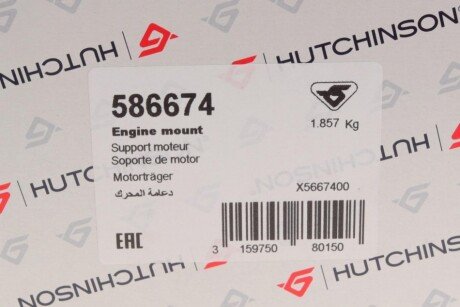 HUTCHINSON
HUTCHINSON
586674
Engine mount
1.857 Kg
Support moteur
Soporte de motor
Motorträger
دعامة المحرك
X5667400
EAC
3 159750 80150
HUTCHINSON
HUTCHINSON
HUTCHINSON
HUTCHINSON